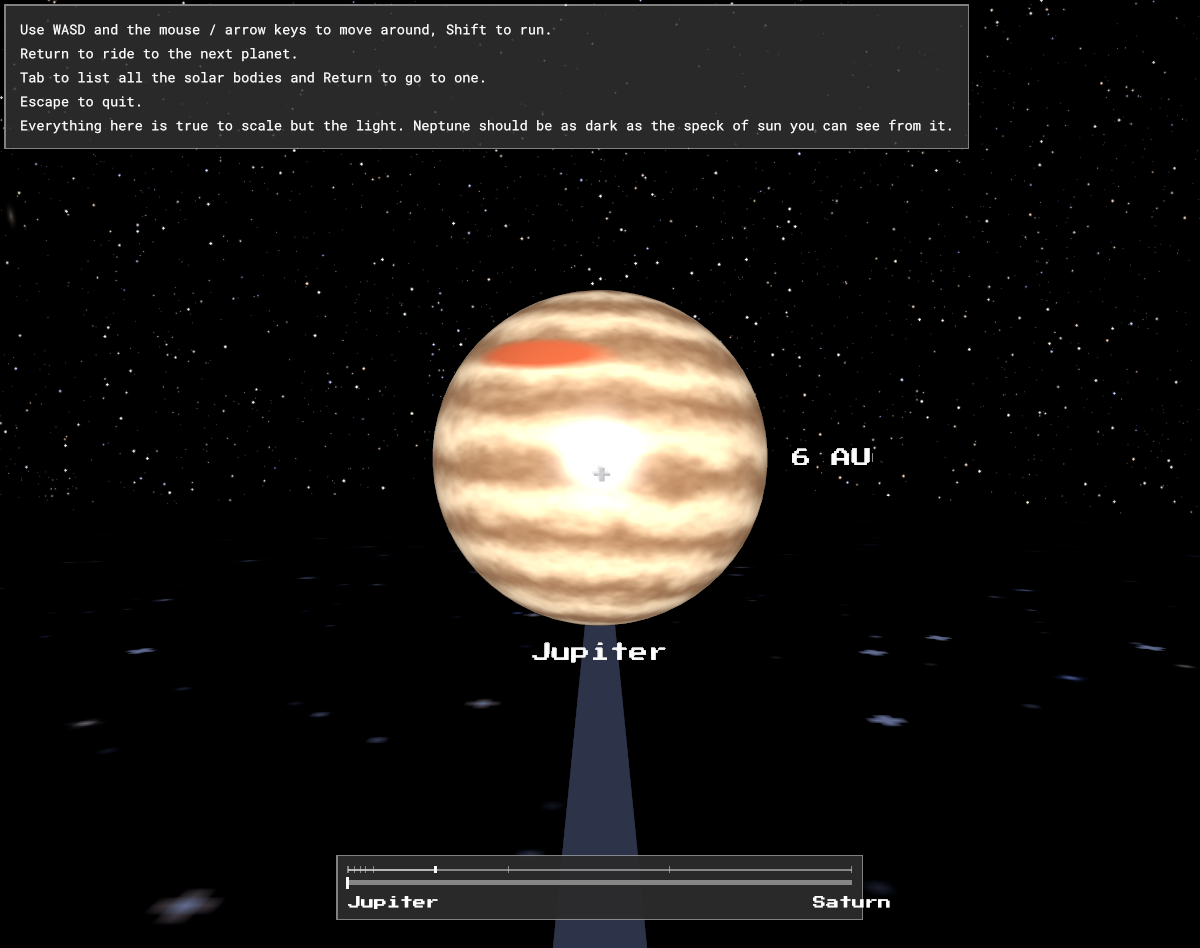 Use WASD and the mouse / arrow keys to move around, Shift to run.
Return to ride to the next planet.
Tab to list all the solar bodies and Return to go to one.
Escape to quit.
Everything here is true to scale but the light. Neptune should be as dark as the speck of sun you can see from it.
6 AU
Jupiter
Jupiter Saturn